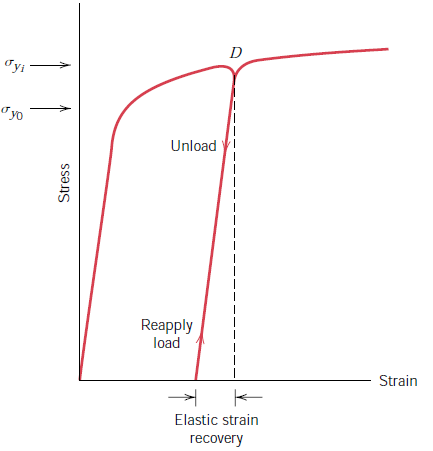 D
σyi
σy0
Unload
Stress
Reapply
load
Strain
Elastic strain
recovery